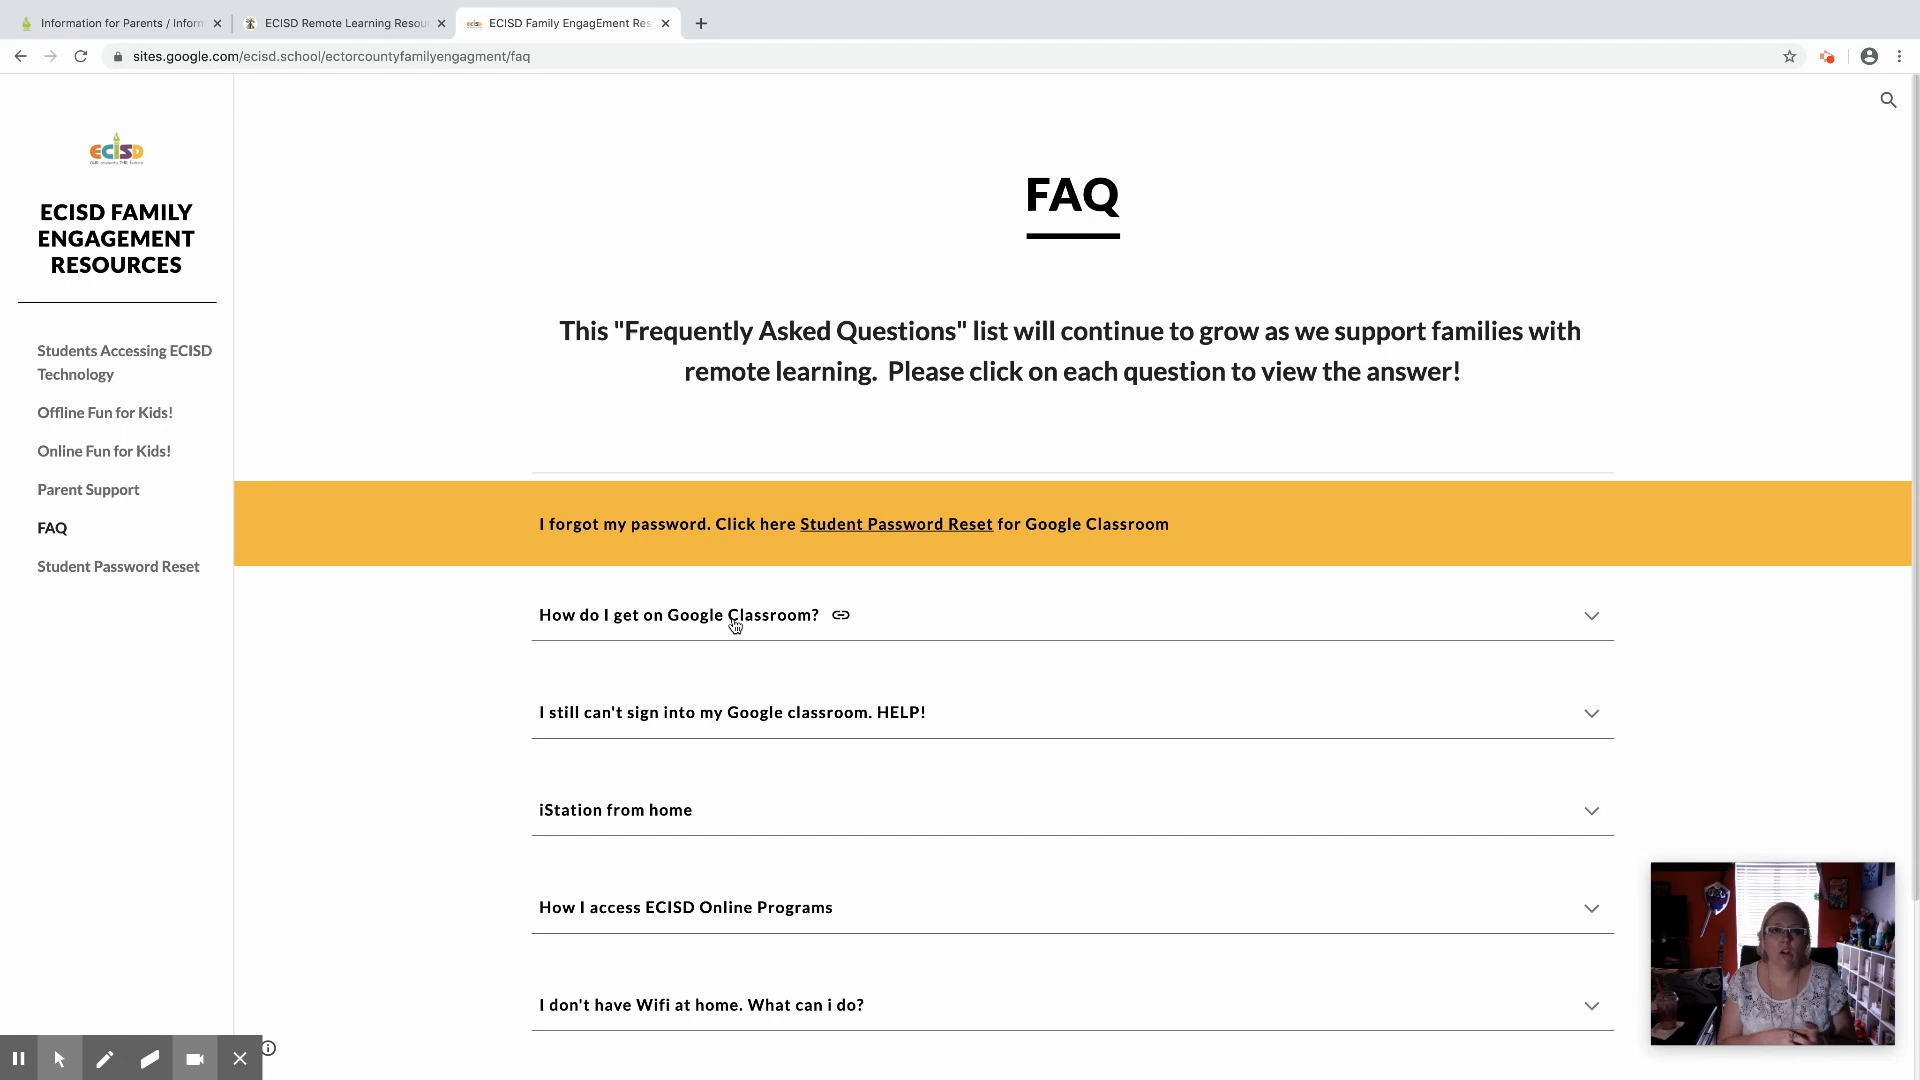 Information for Parents / Inform
ECISD Remote Learning Resou
ECISD Family EngagEment Res
sites.google.com/ecisd.school/ectorcountyfamilyengagment/faq
ecisd
ECISD FAMILY
ENGAGEMENT
RESOURCES
Students Accessing ECISD
Technology
Offline Fun for Kids!
Online Fun for Kids!
Parent Support
FAQ
Student Password Reset
FAQ
This "Frequently Asked Questions" list will continue to grow as we support families with
remote learning. Please click on each question to view the answer!
I forgot my password. Click here Student Password Reset for Google Classroom
How do I get on Google Classroom?
I still can't sign into my Google classroom. HELP!
iStation from home
How I access ECISD Online Programs
I don't have Wifi at home. What can i do?